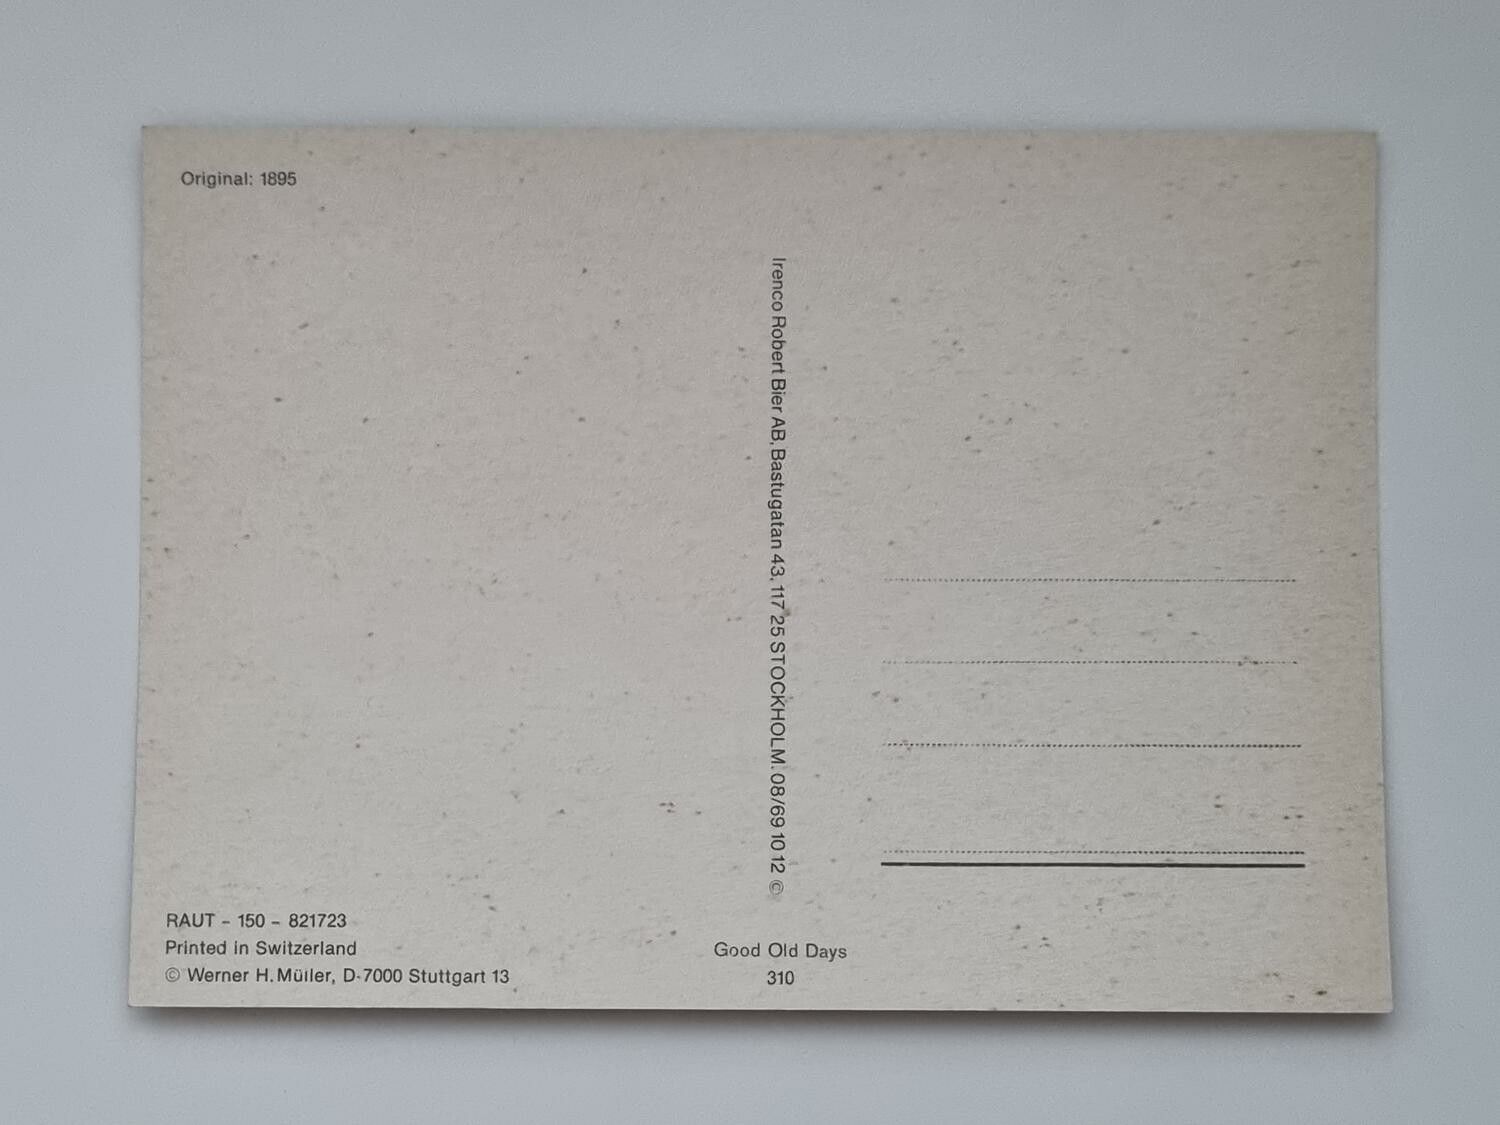 Original: 1895
Irenco Robert Bier AB, Bastugatan 43, 117 25 STOCKHOLM. 08/69 10 12 ©
RAUT - 150 - 821723
Printed in Switzerland
© Werner H. Müller, D-7000 Stuttgart 13
Good Old Days
310